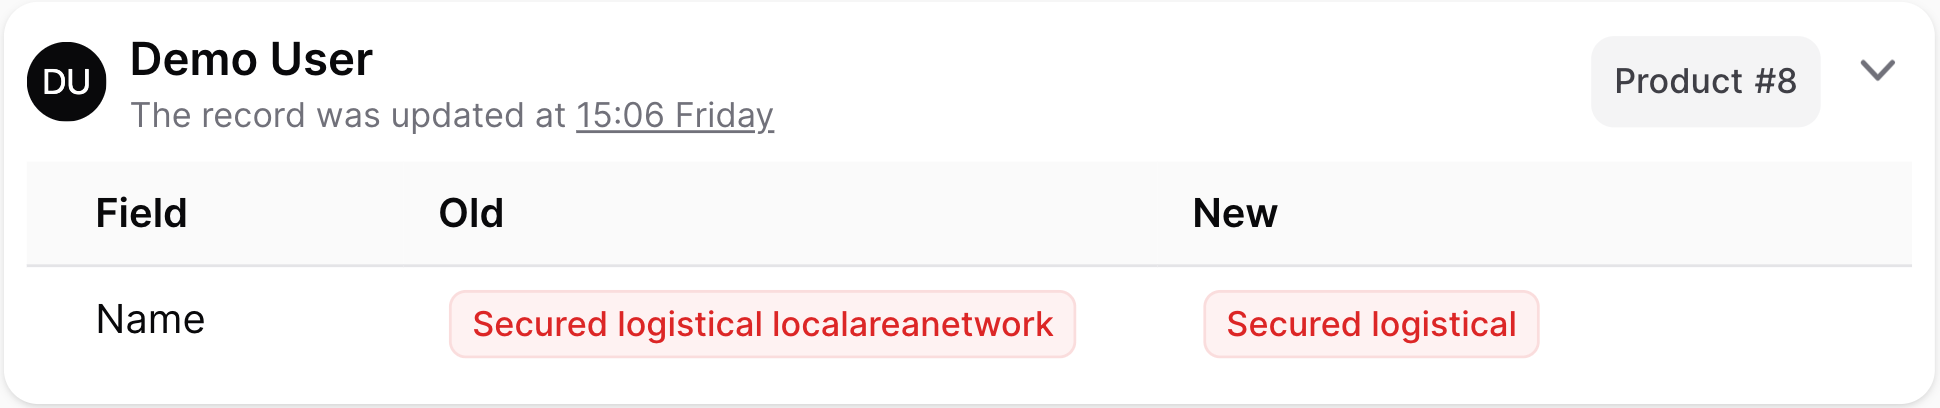 DU
Demo User
The record was updated at 15:06 Friday
Product #8
Field Old New
Name Secured logistical localareanetwork Secured logistical